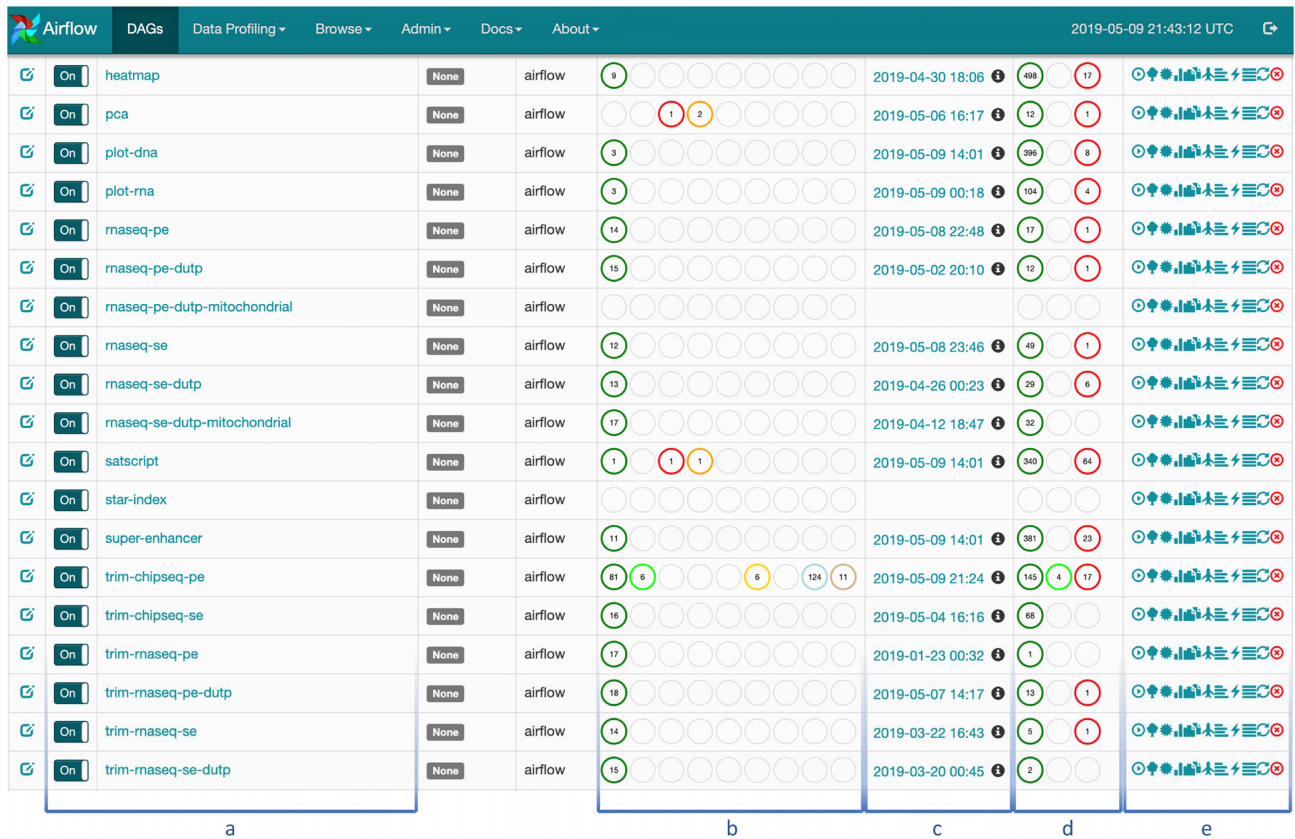 Airflow DAGs Data Profiling Browse Admin Docs About 2019-05-09 21:43:12 UTC
On heatmap None airflow 9 2019-04-30 18:06 498 17
On pca None airflow 1 2 2019-05-06 16:17 12 1
On plot-dna None airflow 3 2019-05-09 14:01 396 8
On plot-rna None airflow 3 2019-05-09 00:18 104 4
On rnaseq-pe None airflow 14 2019-05-08 22:48 17 1
On rnaseq-pe-dutp None airflow 15 2019-05-02 20:10 12 1
On rnaseq-pe-dutp-mitochondrial None airflow
On rnaseq-se None airflow 12 2019-05-08 23:46 49 1
On rnaseq-se-dutp None airflow 13 2019-04-26 00:23 29 6
On rnaseq-se-dutp-mitochondrial None airflow 17 2019-04-12 18:47 32
On satscript None airflow 1 1 1 2019-05-09 14:01 340 64
On star-index None airflow
On super-enhancer None airflow 11 2019-05-09 14:01 381 23
On trim-chipseq-pe None airflow 81 6 6 124 11 2019-05-09 21:24 145 4 17
On trim-chipseq-se None airflow 16 2019-05-04 16:16 68
On trim-rnaseq-pe None airflow 17 2019-01-23 00:32 1
On trim-rnaseq-pe-dutp None airflow 18 2019-05-07 14:17 13 1
On trim-rnaseq-se None airflow 14 2019-03-22 16:43 5 1
On trim-rnaseq-se-dutp None airflow 15 2019-03-20 00:45 2
a b c d e